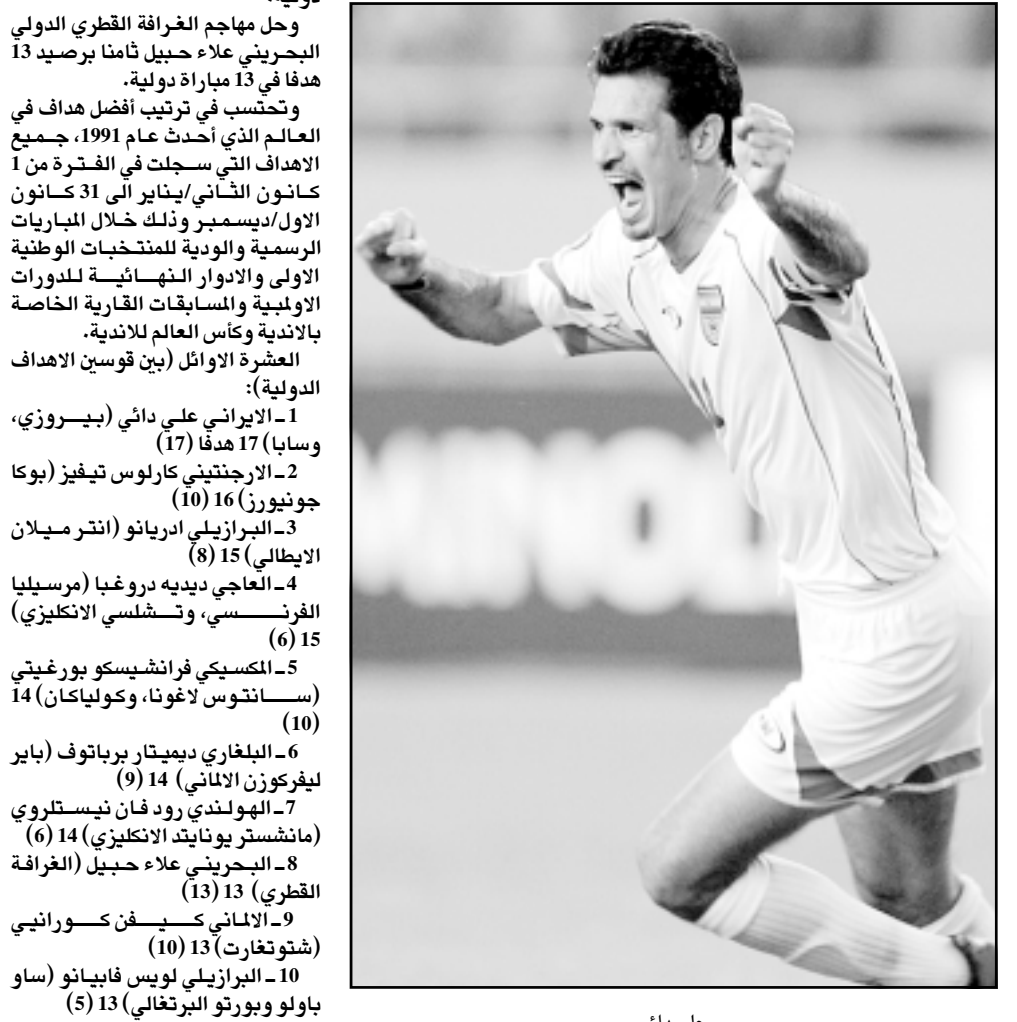 وحل مهاجم الغرافة القطري الدولي
البحريني علاء حبيل ثامنا برصيد 13
هدفا في 13 مباراة دولية.
وتحتسب في ترتيب أفضل هداف في
العالم الذي أحدث عام 1991، جميع
الاهداف التي سجلت في الفترة من 1
كانون الثاني/يناير الى 31 كانون
الاول/ديسمبر وذلك خلال المباريات
الرسمية والودية للمنتخبات الوطنية
الاولى والادوار النهائية للدورات
الاولمبية والمسابقات القارية الخاصة
بالاندية وكأس العالم للاندية.
العشرة الاوائل (بين قوسين الاهداف
الدولية):
1 ـ الايراني علي دائي (بيروزي،
وسابا) 17 هدفا (17)
2 ـ الارجنتيني كارلوس تيفيز (بوكا
جونيورز) 16 (10)
3 ـ البرازيلي ادريانو (انتر ميلان
الايطالي) 15 (8)
4 ـ العاجي ديديه دروغبا (مرسيليا
الفرنسي، وتشلسي الانكليزي)
15 (6)
5 ـ المكسيكي فرانشيسكو بورغيتي
(سانتوس لاغونا، وكولياكان) 14
(10)
6 ـ البلغاري ديميتار برباتوف (باير
ليفركوزن الالماني) 14 (9)
7 ـ الهولندي رود فان نيستلروي
(مانشستر يونايتد الانكليزي) 14 (6)
8 ـ البحريني علاء حبيل (الغرافة
القطري) 13 (13)
9 ـ الالماني كيفن كورانيي
(شتوتغارت) 13 (10)
10 ـ البرازيلي لويس فابيانو (ساو
باولو وبورتو البرتغالي) 13 (5)